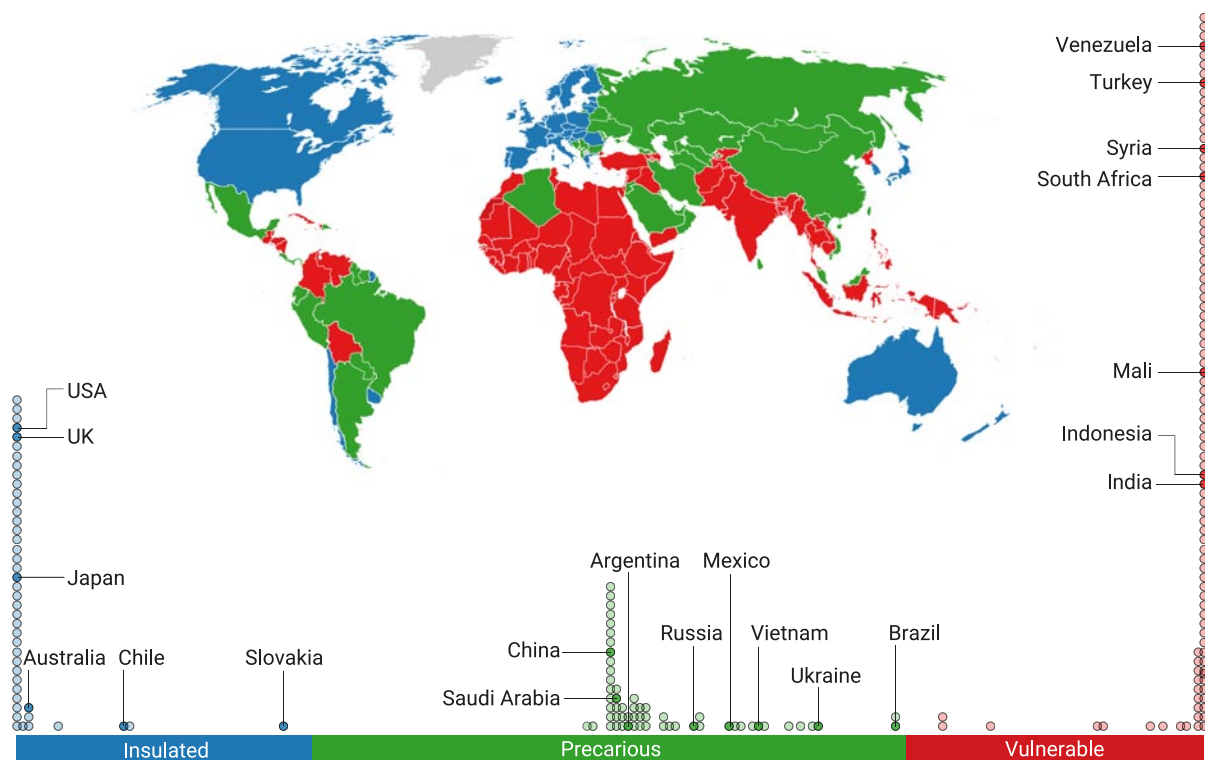 Venezuela
Turkey
Syria
South Africa
Mali
USA
UK
Indonesia
India
Argentina
Mexico
Japan
Russia
Vietnam
Brazil
China
Australia
Chile
Slovakia
Ukraine
Saudi Arabia
Insulated
Precarious
Vulnerable